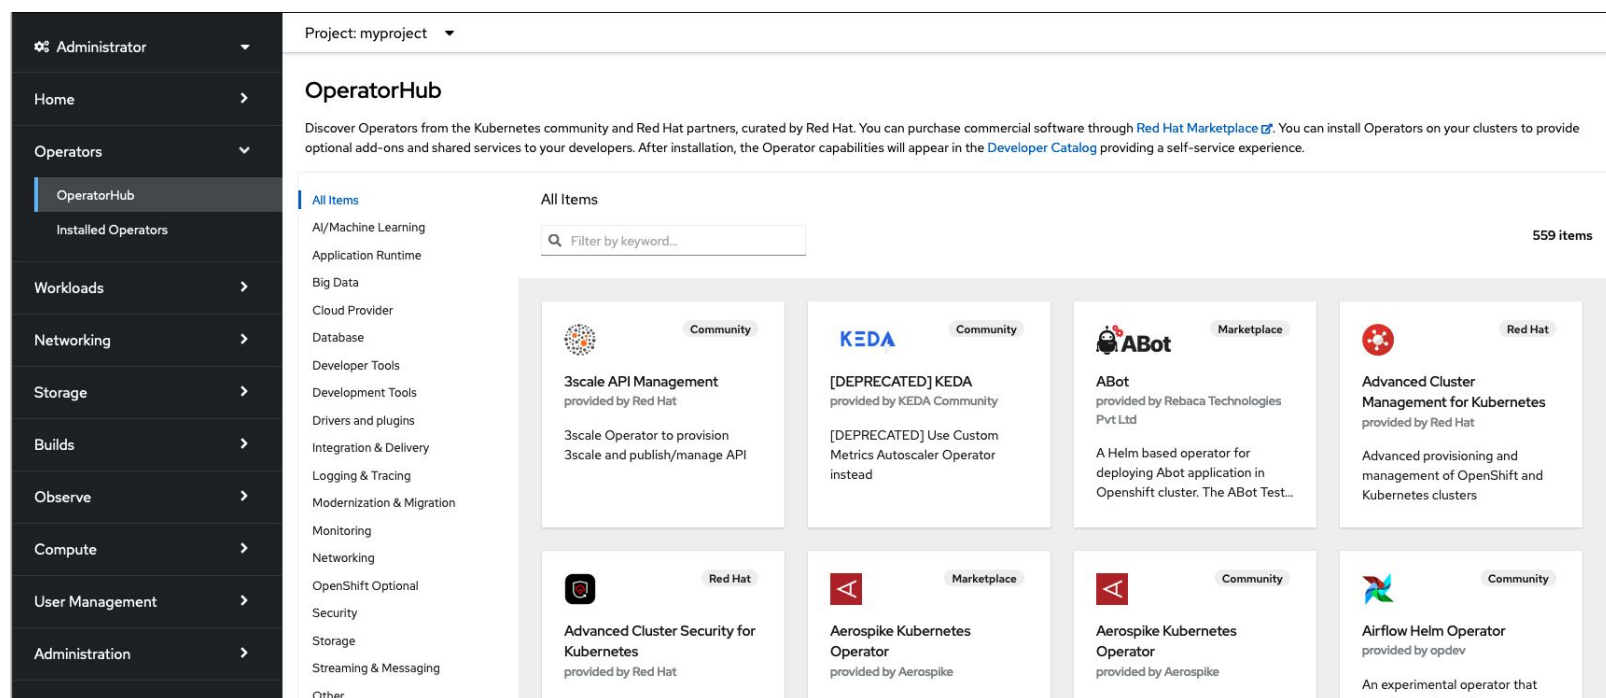 Administrator
Home
Operators
OperatorHub
Installed Operators
Workloads
Networking
Storage
Builds
Observe
Compute
User Management
Administration
Project: myproject
OperatorHub
Discover Operators from the Kubernetes community and Red Hat partners, curated by Red Hat. You can purchase commercial software through Red Hat Marketplace. You can install Operators on your clusters to provide
optional add-ons and shared services to your developers. After installation, the Operator capabilities will appear in the Developer Catalog providing a self-service experience.
All Items
AI/Machine Learning
Application Runtime
Big Data
Cloud Provider
Database
Developer Tools
Development Tools
Drivers and plugins
Integration & Delivery
Logging & Tracing
Modernization & Migration
Monitoring
Networking
OpenShift Optional
Security
Storage
Streaming & Messaging
Other
All Items
Filter by keyword...
559 items
Community
3scale API Management
provided by Red Hat
3scale Operator to provision
3scale and publish/manage API
KEDA
Community
[DEPRECATED] KEDA
provided by KEDA Community
[DEPRECATED] Use Custom
Metrics Autoscaler Operator
instead
ABot
Marketplace
ABot
provided by Rebaca Technologies
Pvt Ltd
A Helm based operator for
deploying Abot application in
Openshift cluster. The ABot Test...
Red Hat
Advanced Cluster
Management for Kubernetes
provided by Red Hat
Advanced provisioning and
management of OpenShift and
Kubernetes clusters
Red Hat
Advanced Cluster Security for
Kubernetes
provided by Red Hat
Marketplace
Aerospike Kubernetes
Operator
provided by Aerospike
Community
Aerospike Kubernetes
Operator
provided by Aerospike
Community
Airflow Helm Operator
provided by opdev
An experimental operator that